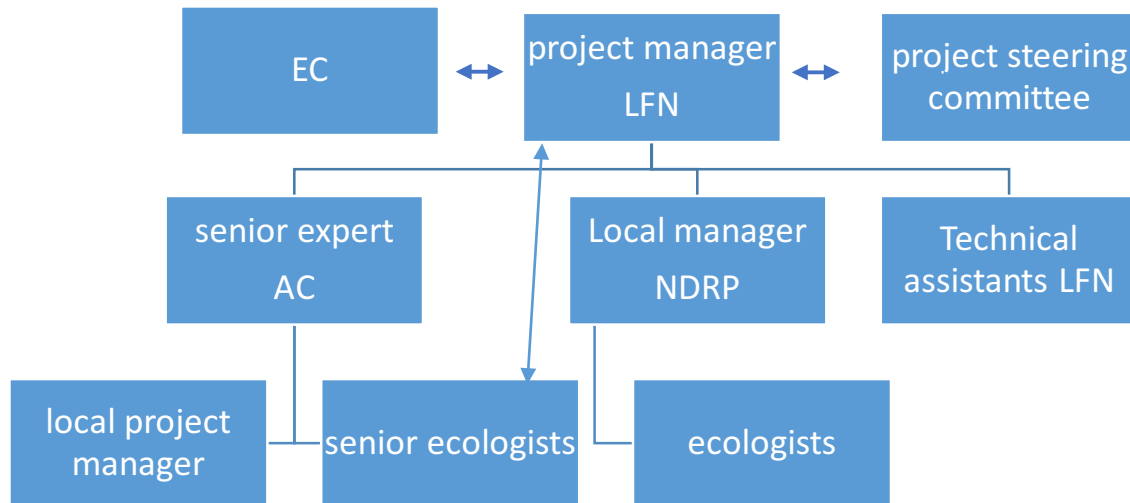 EC
project manager
LFN
project steering
committee
senior expert
AC
Local manager
NDRP
Technical
assistants LFN
local project
manager
senior ecologists
ecologists